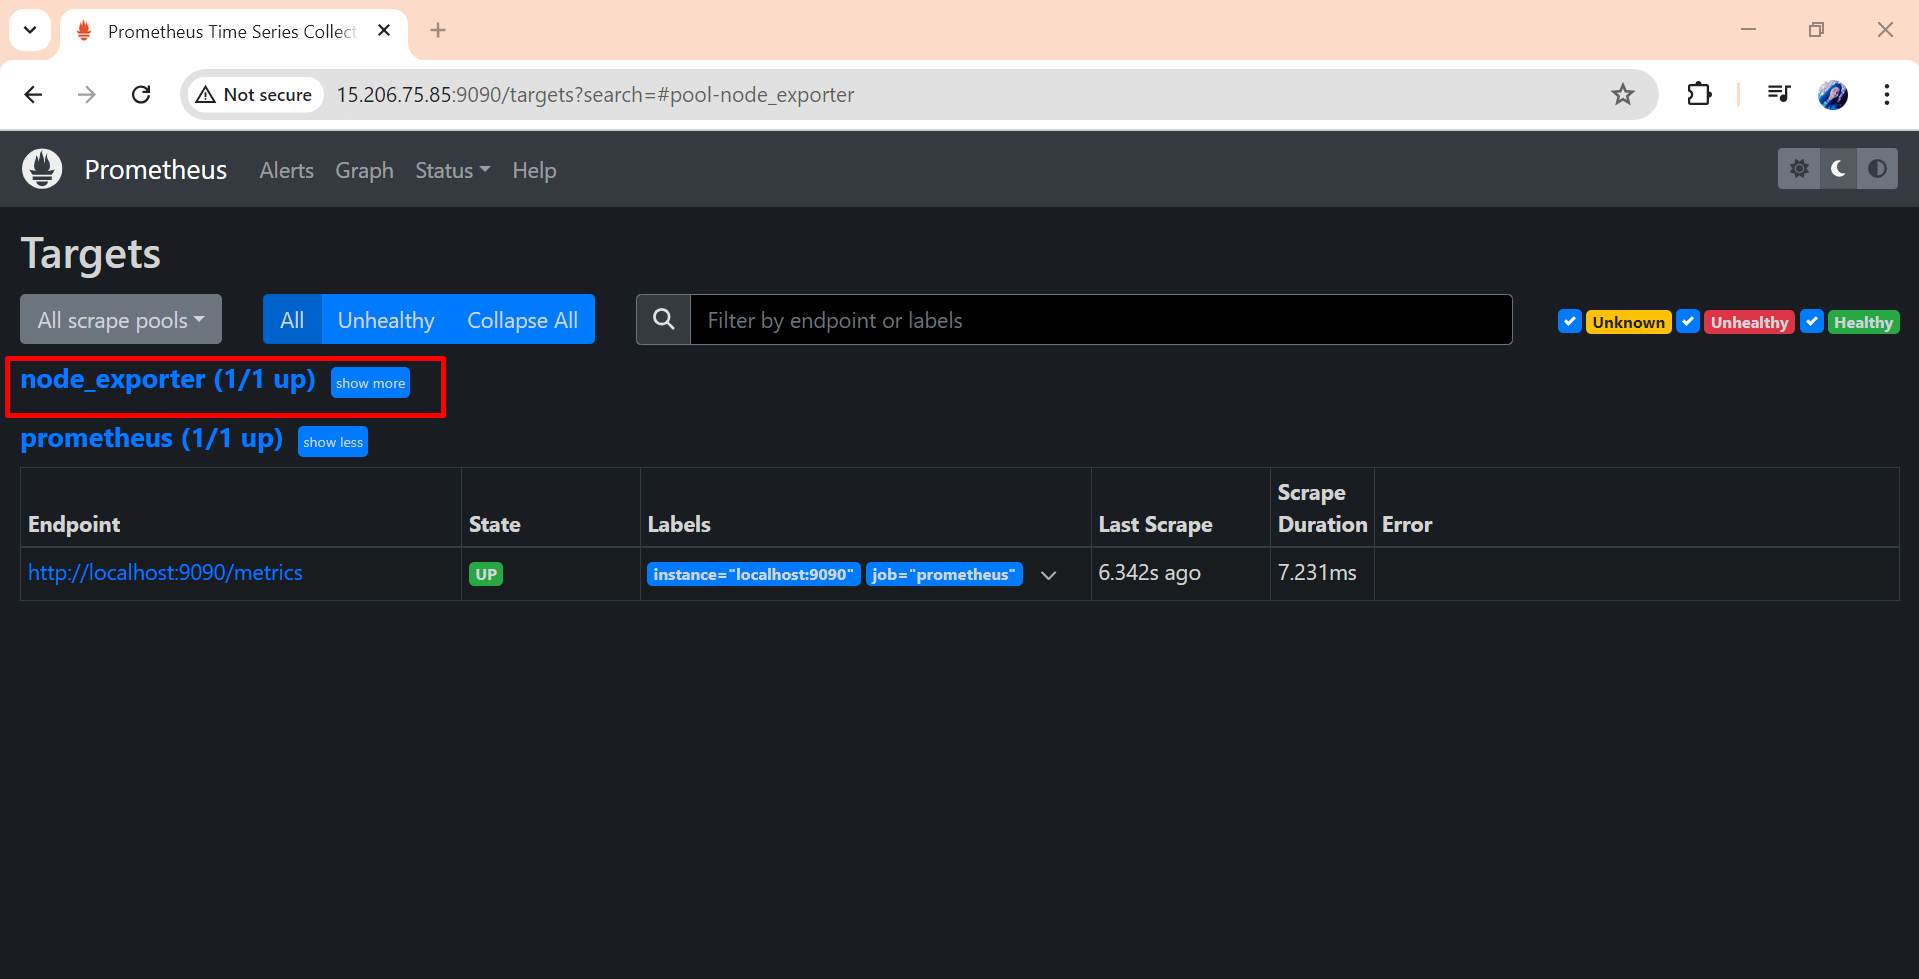 Prometheus Time Series Collect
Not secure 15.206.75.85:9090/targets?search=#pool-node_exporter
Prometheus Alerts Graph Status Help
Targets
All scrape pools All Unhealthy Collapse All Filter by endpoint or labels Unknown Unhealthy Healthy
node_exporter (1/1 up) show more
prometheus (1/1 up) show less
Endpoint State Labels Last Scrape Scrape Duration Error
http://localhost:9090/metrics UP instance="localhost:9090" job="prometheus" 6.342s ago 7.231ms